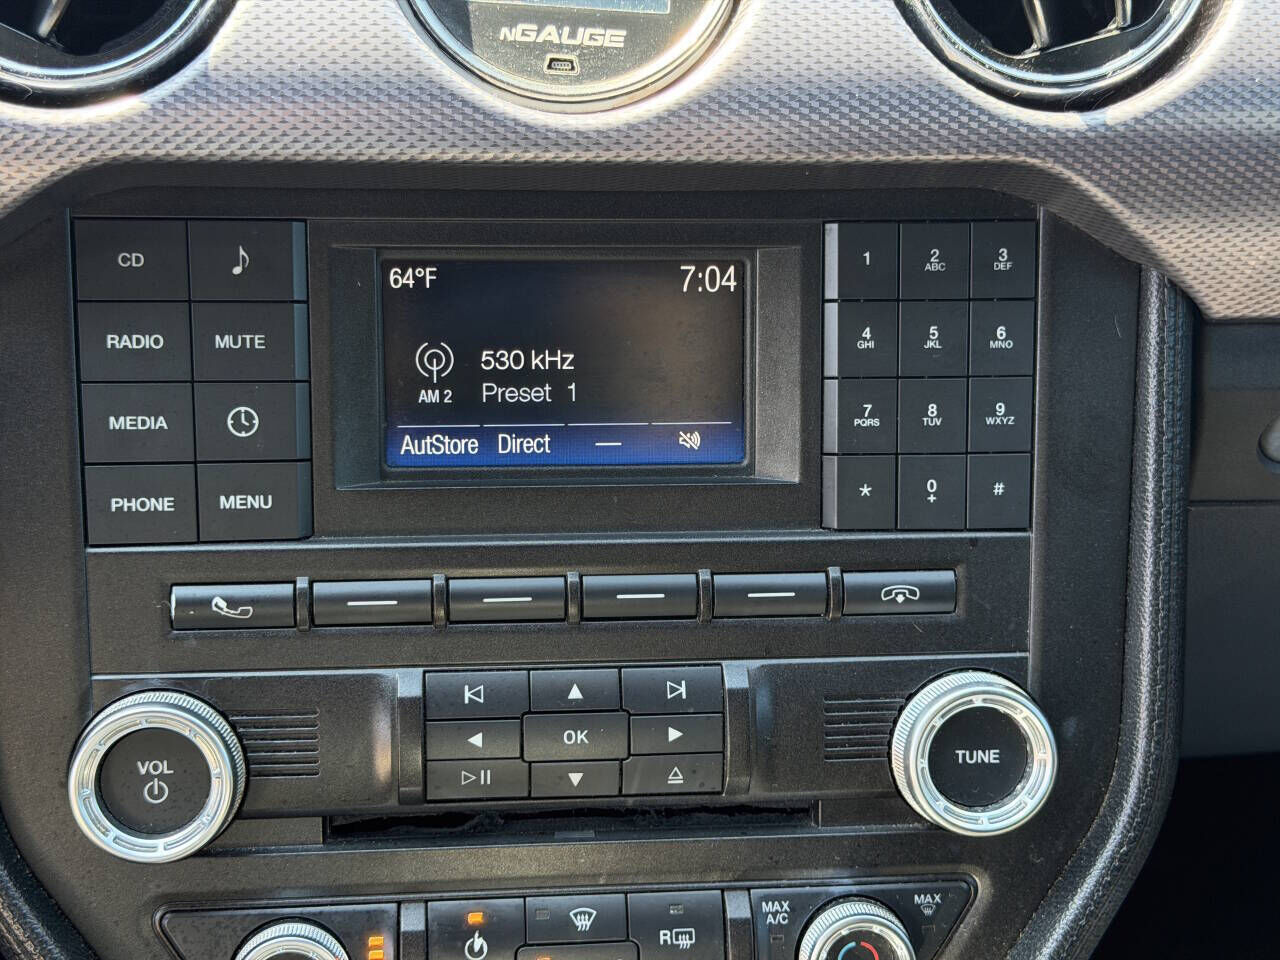 nGAUGE
CD
RADIO
MUTE
MEDIA
PHONE
MENU
64°F
7:04
AM 2
530 kHz
Preset 1
AutStore Direct —
1
2
ABC
3
DEF
4
GHI
5
JKL
6
MNO
7
PQRS
8
TUV
9
WXYZ
*
0
+
#
OK
VOL
TUNE
R
MAX
A/C
MAX